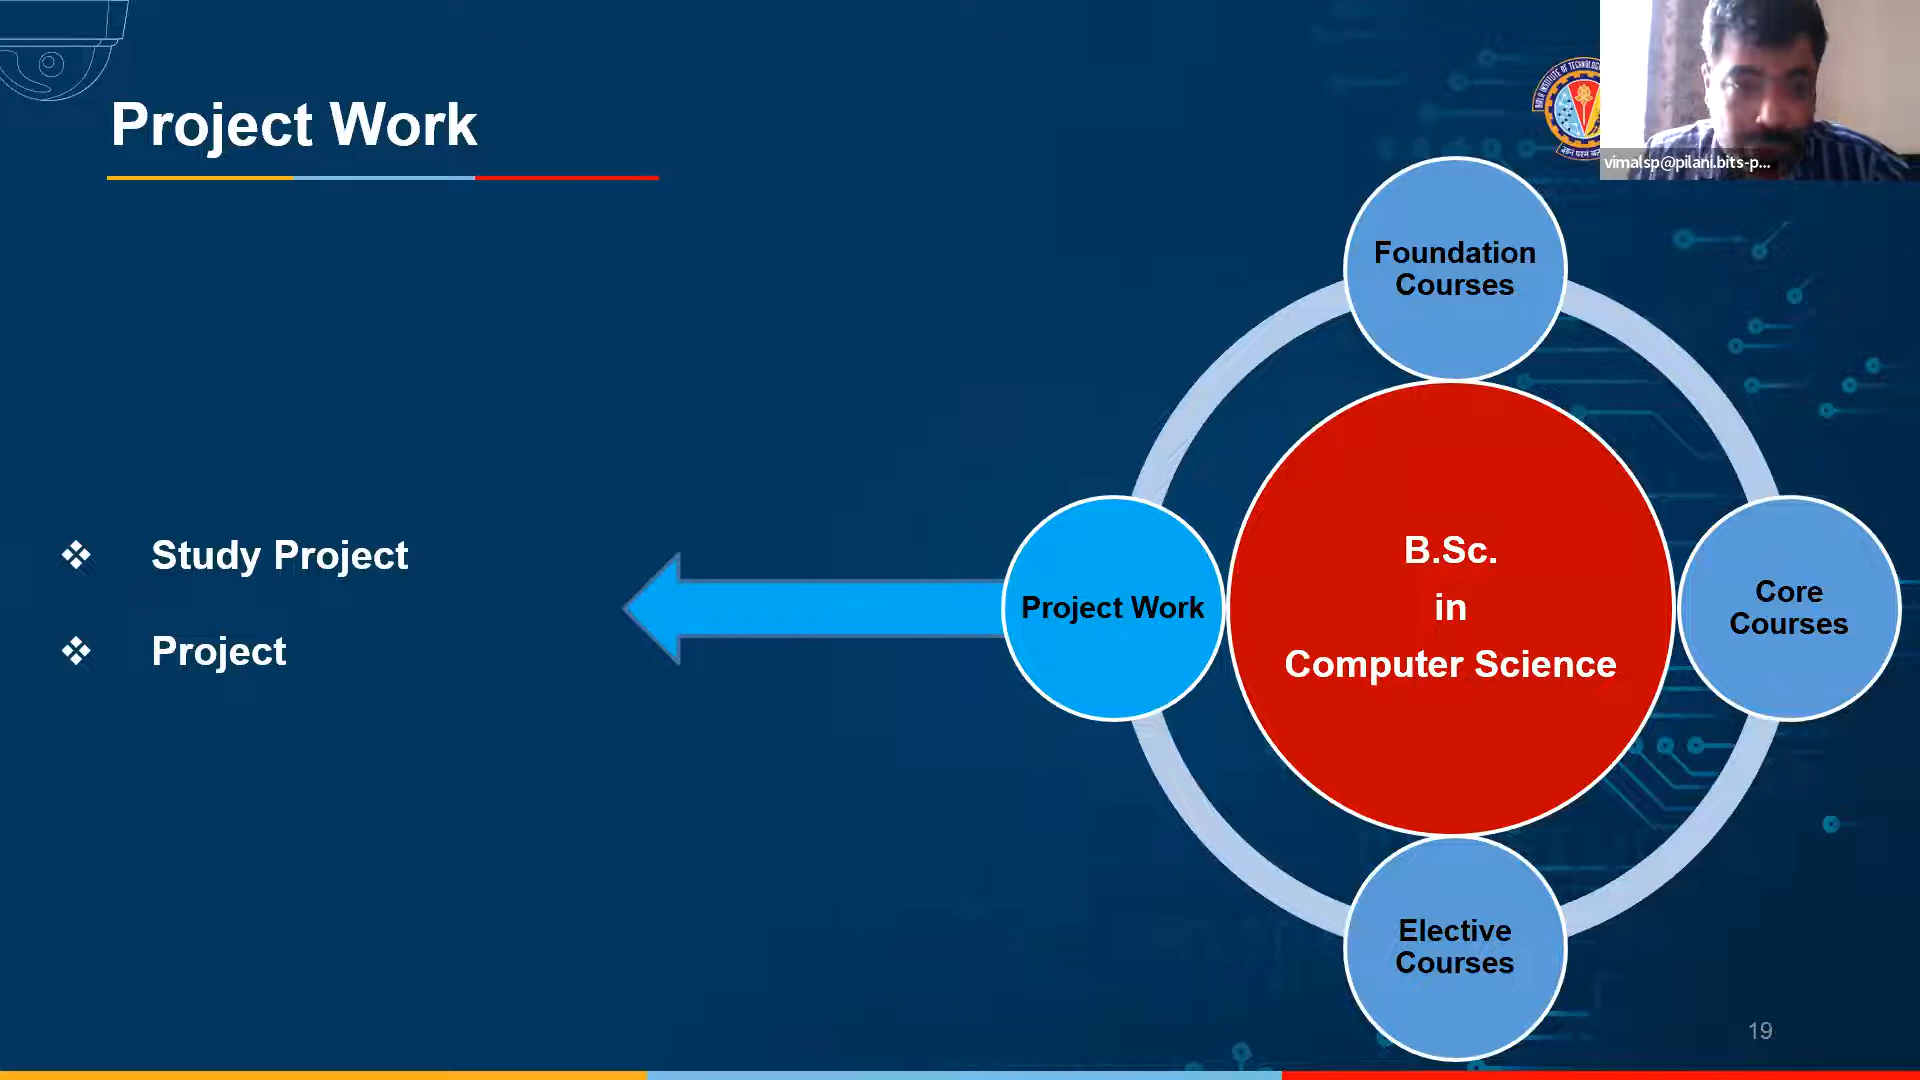 Project Work
vimalsp@pilani.bits-p...
Foundation
Courses
Study Project
Project
Project Work
B.Sc.
in
Computer Science
Core
Courses
Elective
Courses
19